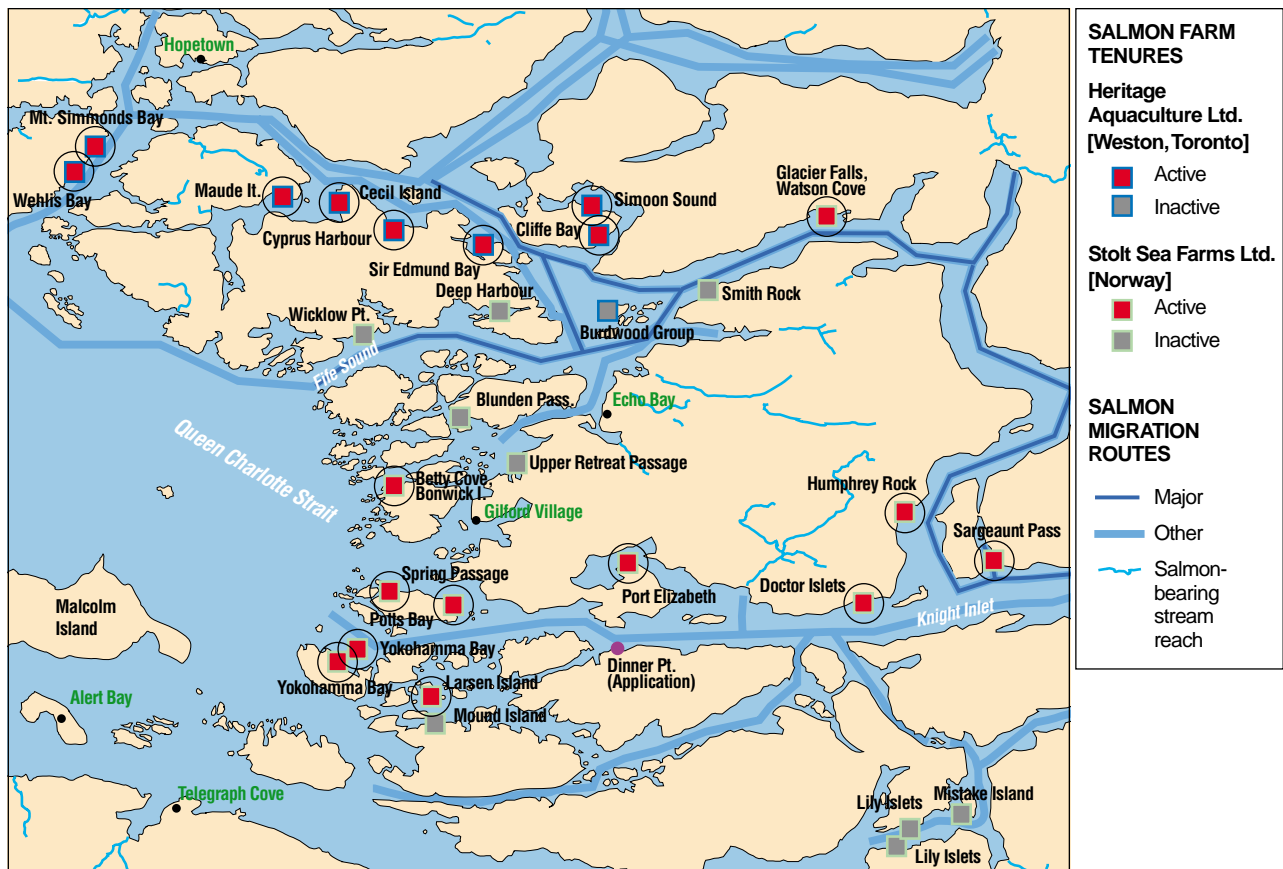 Hopetown
Mt. Simmonds Bay
Wehlis Bay
Maude It.
Cecil Island
Cyprus Harbour
Sir Edmund Bay
Simoon Sound
Cliffe Bay
Glacier Falls,
Watson Cove
Deep Harbour
Smith Rock
Wicklow Pt.
Burdwood Group
Fife Sound
Blunden Pass.
Echo Bay
Queen Charlotte Strait
Upper Retreat Passage
Betty Cove,
Bonwick I.
Gilford Village
Humphrey Rock
Sargeaunt Pass
Spring Passage
Port Elizabeth
Doctor Islets
Potts Bay
Knight Inlet
Malcolm
Island
Yokohamma Bay
Dinner Pt.
(Application)
Yokohamma Bay
Larsen Island
Alert Bay
Mound Island
Telegraph Cove
Lily Islets
Mistake Island
Lily Islets
SALMON FARM
TENURES
Heritage
Aquaculture Ltd.
[Weston, Toronto]
Active
Inactive
Stolt Sea Farms Ltd.
[Norway]
Active
Inactive
SALMON
MIGRATION
ROUTES
Major
Other
Salmon-
bearing
stream
reach